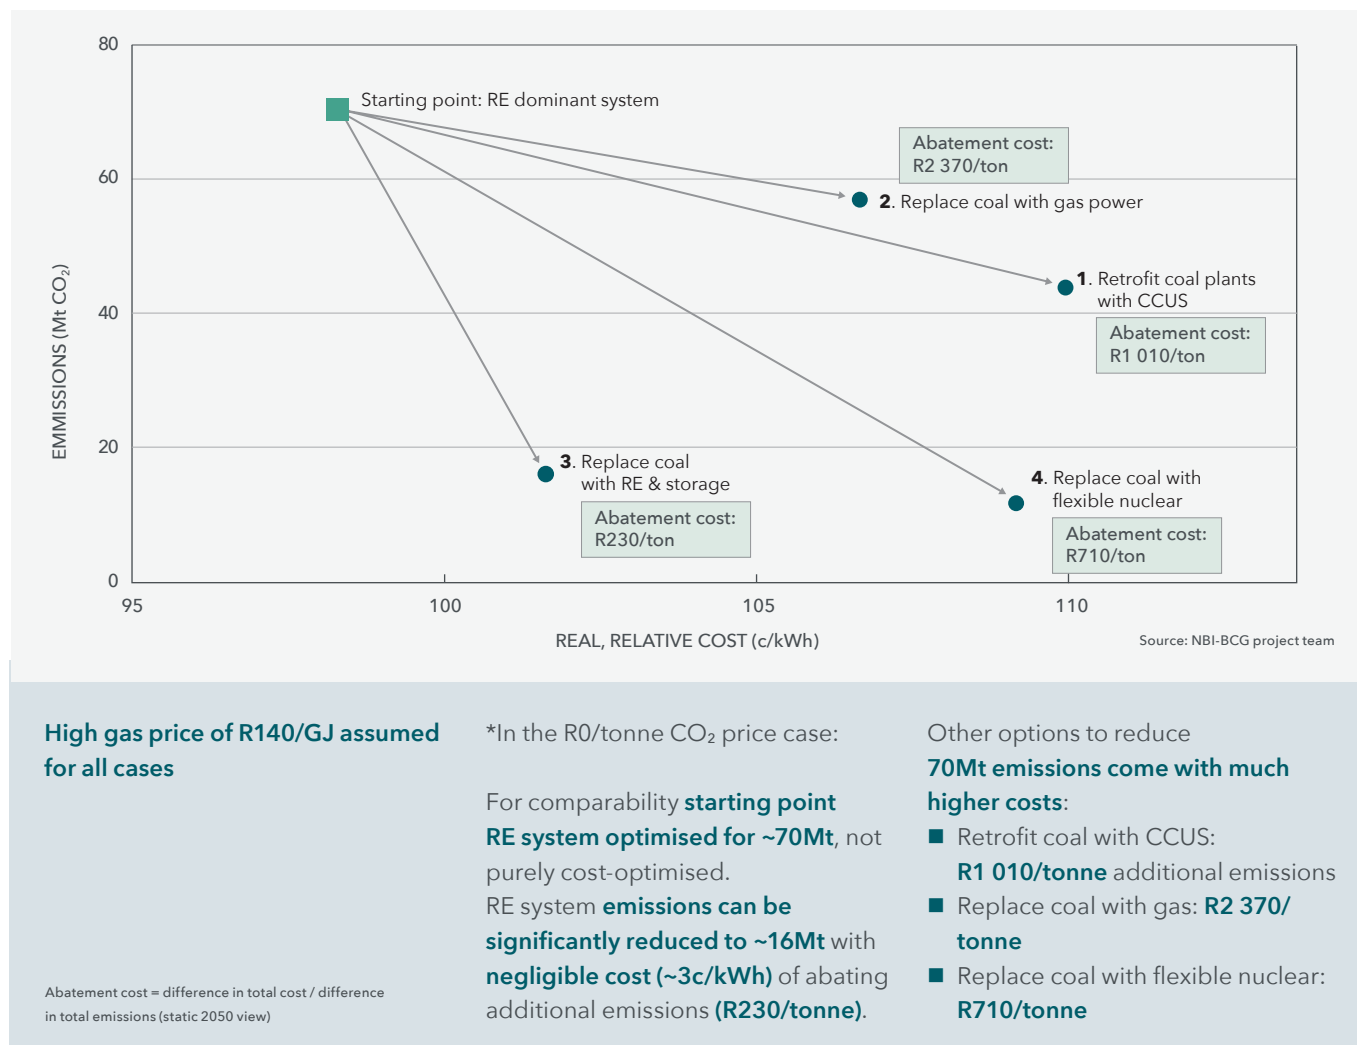 80
60
40
20
0
EMMISSIONS (Mt CO₂)
Starting point: RE dominant system
Abatement cost:
R2 370/ton
2. Replace coal with gas power
1. Retrofit coal plants
with CCUS
Abatement cost:
R1 010/ton
3. Replace coal
with RE & storage
Abatement cost:
R230/ton
4. Replace coal with
flexible nuclear
Abatement cost:
R710/ton
95
100
105
110
REAL, RELATIVE COST (c/kWh)
Source: NBI-BCG project team
High gas price of R140/GJ assumed
for all cases
Abatement cost = difference in total cost / difference
in total emissions (static 2050 view)
*In the R0/tonne CO₂ price case:
For comparability starting point
RE system optimised for ~70Mt, not
purely cost-optimised.
RE system emissions can be
significantly reduced to ~16Mt with
negligible cost (~3c/kWh) of abating
additional emissions (R230/tonne).
Other options to reduce
70Mt emissions come with much
higher costs:
■ Retrofit coal with CCUS:
R1 010/tonne additional emissions
■ Replace coal with gas: R2 370/
tonne
■ Replace coal with flexible nuclear:
R710/tonne